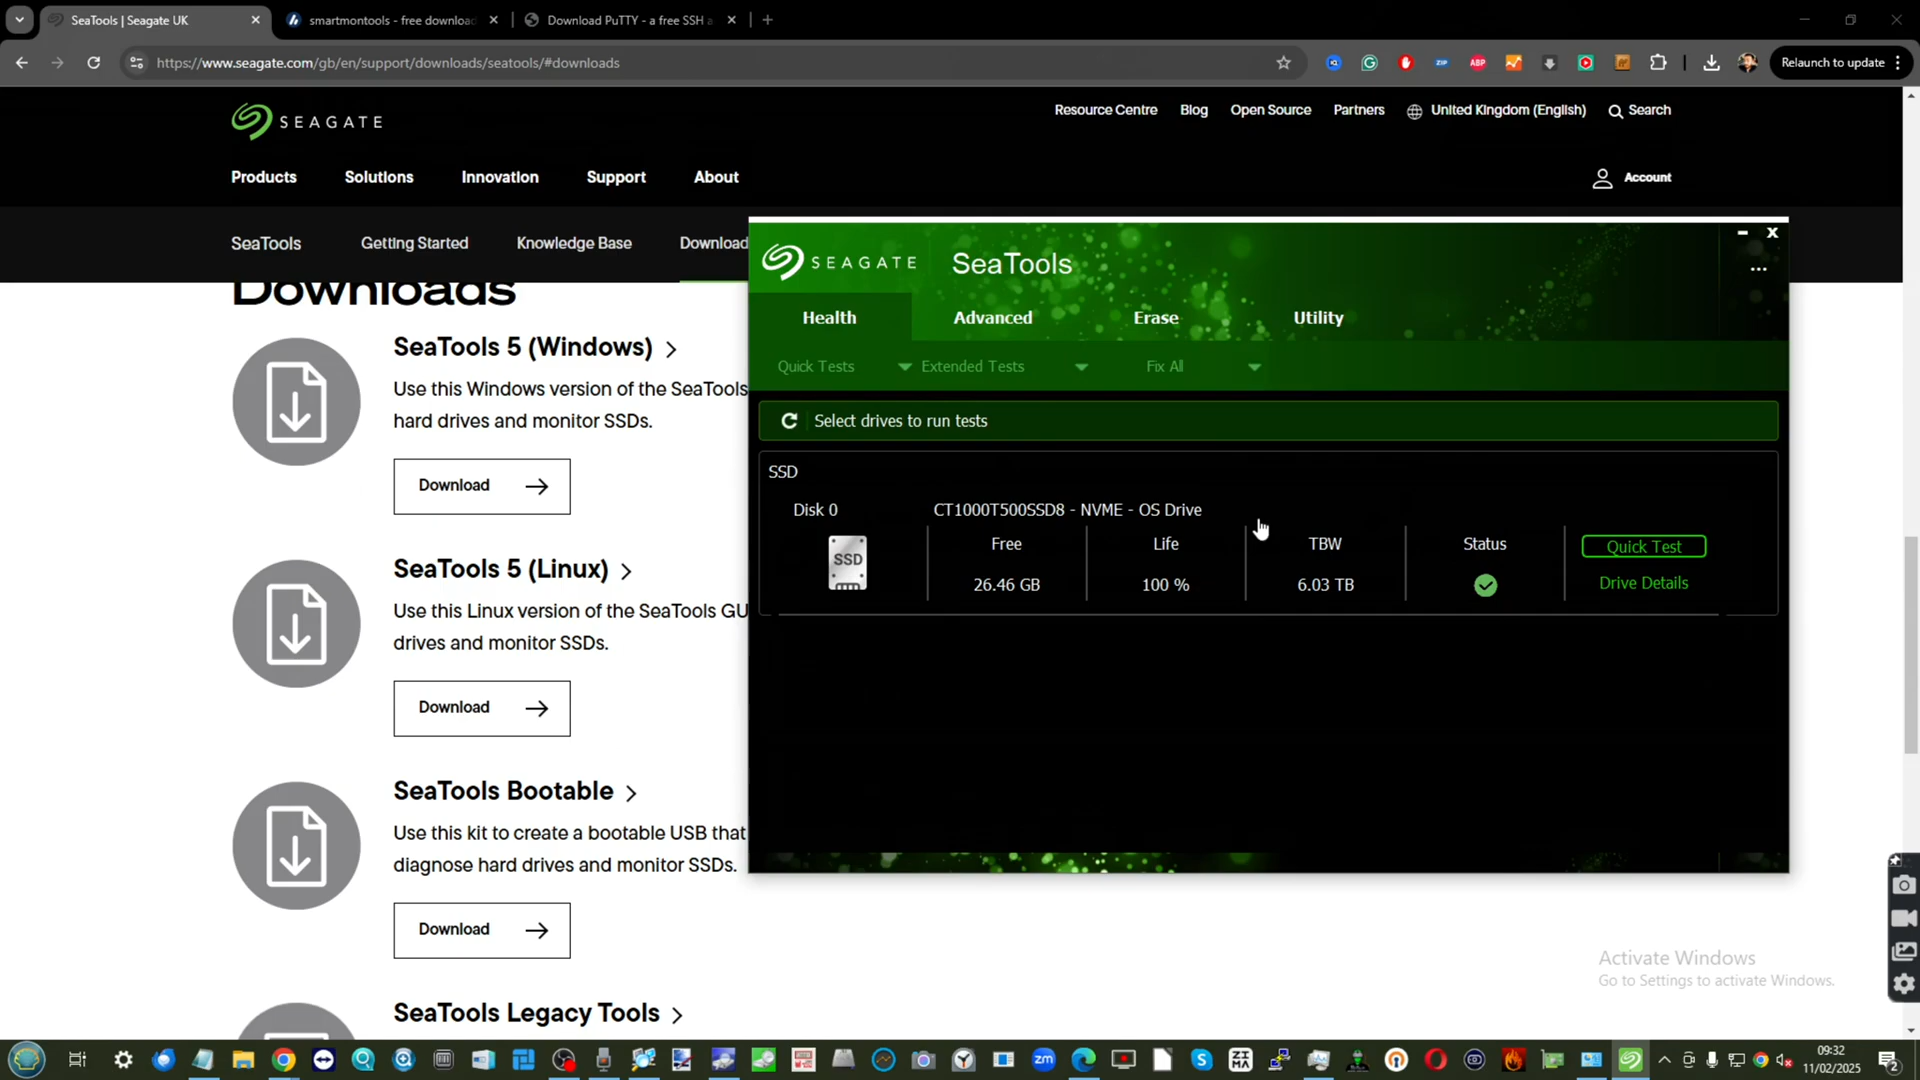 SeaTools | Seagate UK
smartmontools - free download
Download PuTTY - a free SSH a
https://www.seagate.com/gb/en/support/downloads/seatools/#downloads
ZIP
ABP
Relaunch to update
SEAGATE
Resource Centre
Blog
Open Source
Partners
United Kingdom (English)
Search
Products
Solutions
Innovation
Support
About
Account
SeaTools
Getting Started
Knowledge Base
Download
Downloads
SeaTools 5 (Windows)
Use this Windows version of the SeaTools
hard drives and monitor SSDs.
Download
SeaTools 5 (Linux)
Use this Linux version of the SeaTools GU
drives and monitor SSDs.
Download
SeaTools Bootable
Use this kit to create a bootable USB that
diagnose hard drives and monitor SSDs.
Download
SeaTools Legacy Tools
SEAGATE
SeaTools
Health
Advanced
Erase
Utility
Quick Tests
Extended Tests
Fix All
Select drives to run tests
SSD
Disk 0
CT1000T500SSD8 - NVME - OS Drive
SSD
Free
Life
TBW
Status
Quick Test
26.46 GB
100 %
6.03 TB
Drive Details
Activate Windows
Go to Settings to activate Windows.
zm
09:32
11/02/2025
2